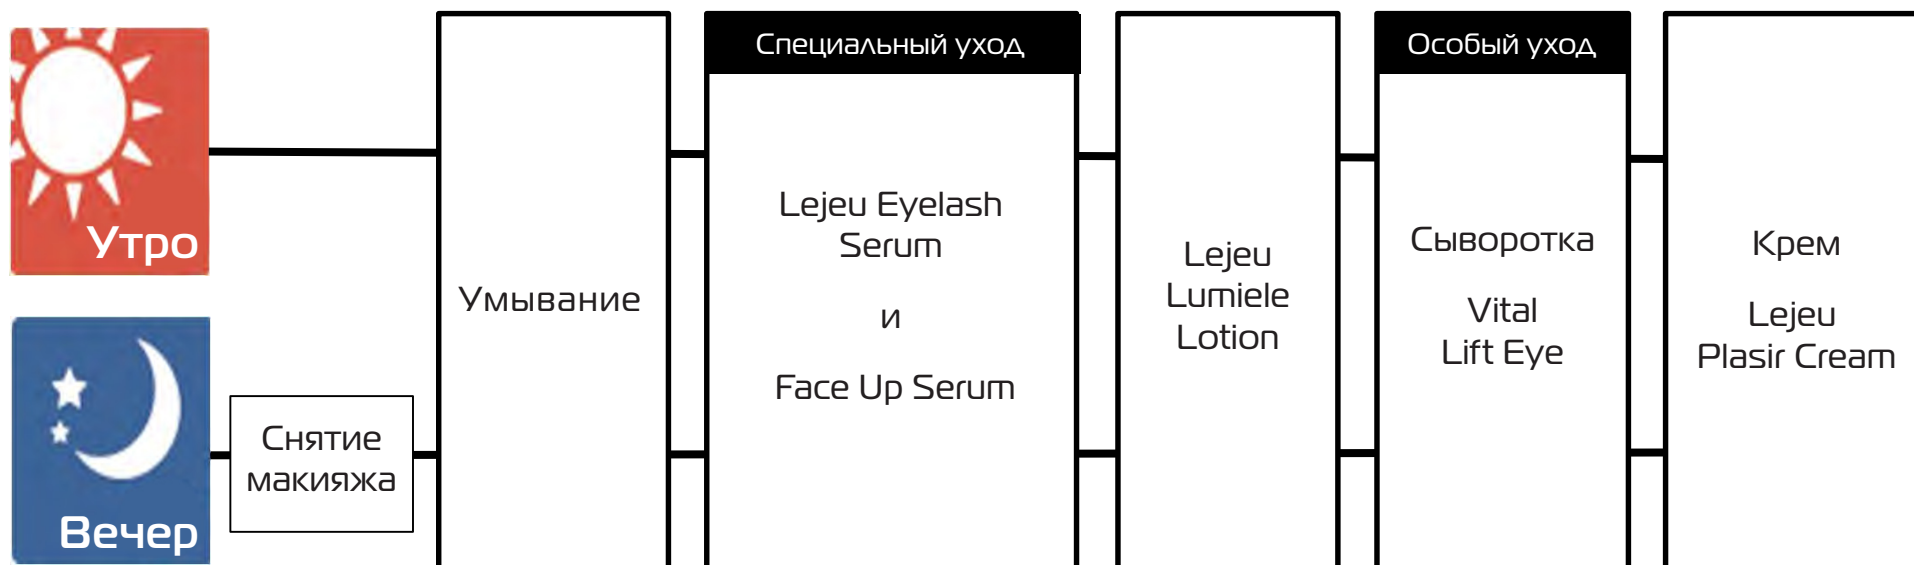 Утро
Вечер
Снятие
макияжа
Умывание
Специальный уход
Lejeu Eyelash
Serum
и
Face Up Serum
Lejeu
Lumiele
Lotion
Особый уход
Сыворотка
Vital
Lift Eye
Крем
Lejeu
Plasir Cream